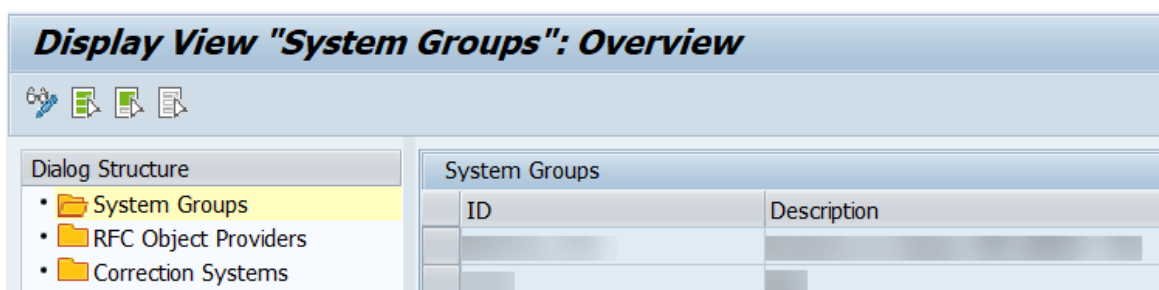 Display View "System Groups": Overview
Dialog Structure
System Groups
RFC Object Providers
Correction Systems
System Groups
ID Description